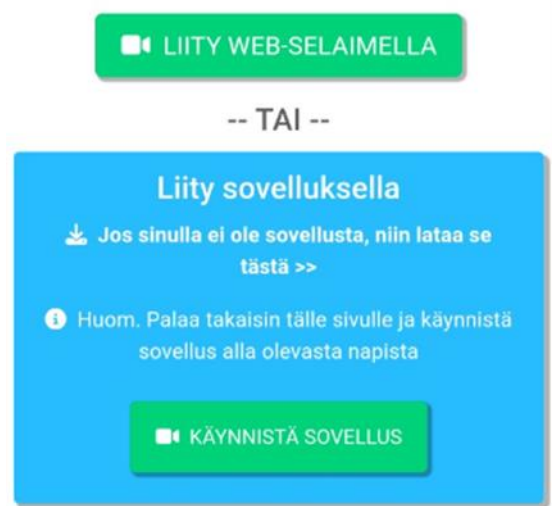 LIITY WEB-SELAIMELLA
-- TAI --
Liity sovelluksella
Jos sinulla ei ole sovellusta, niin lataa se
tästä >>
Huom. Palaa takaisin tälle sivulle ja käynnistä
sovellus alla olevasta napista
KÄYNNISTÄ SOVELLUS